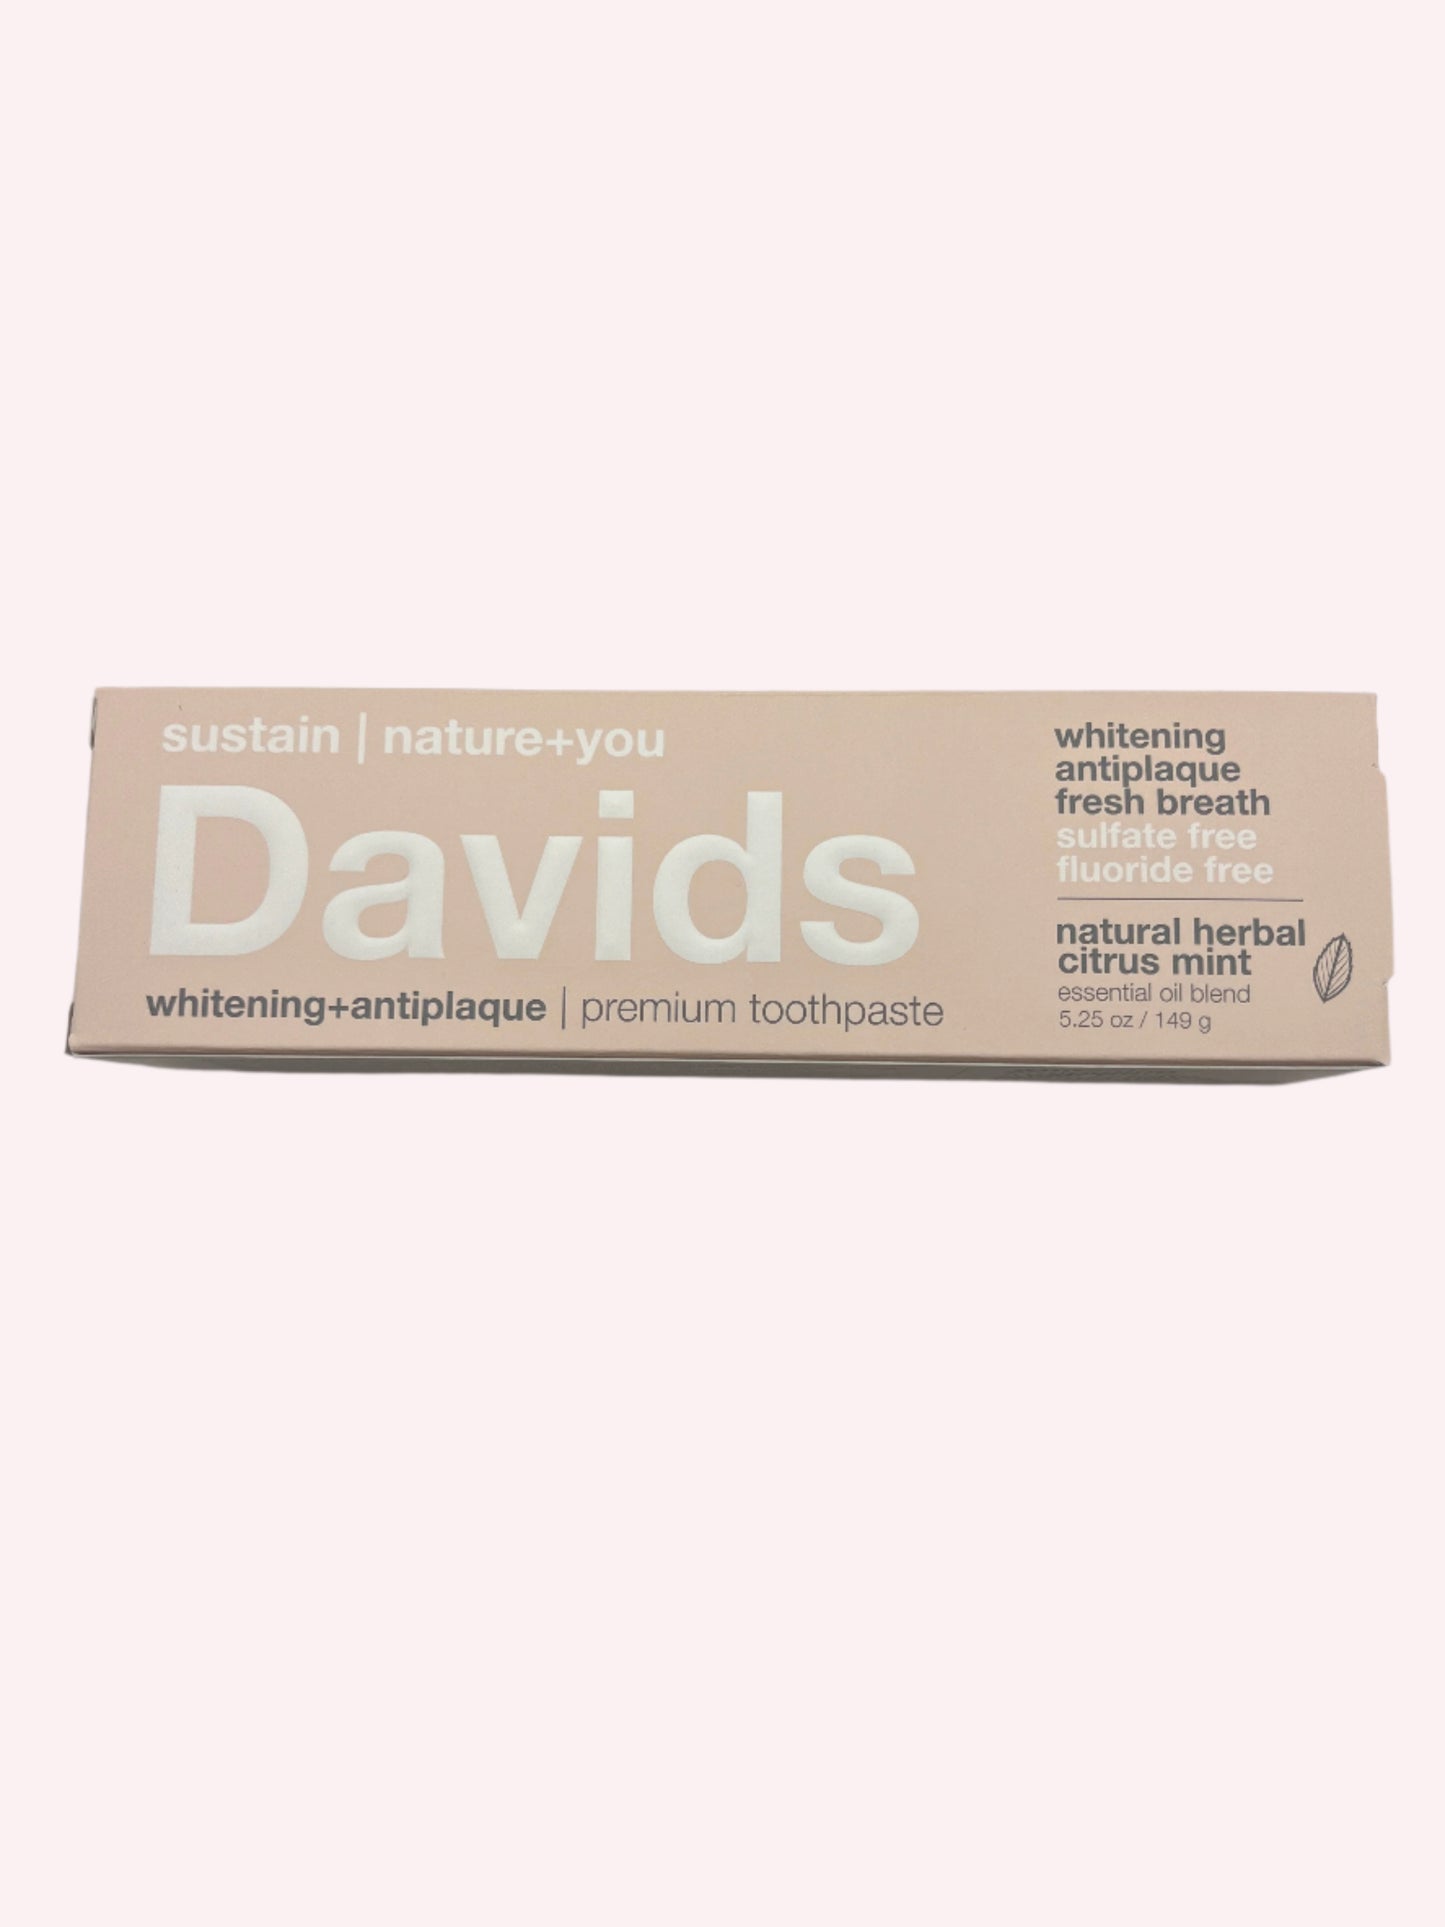 sustain | nature+you
Davids
whitening+antiplaque | premium toothpaste
whitening
antiplaque
fresh breath
sulfate free
fluoride free
natural herbal
citrus mint
essential oil blend
5.25 oz / 149 g